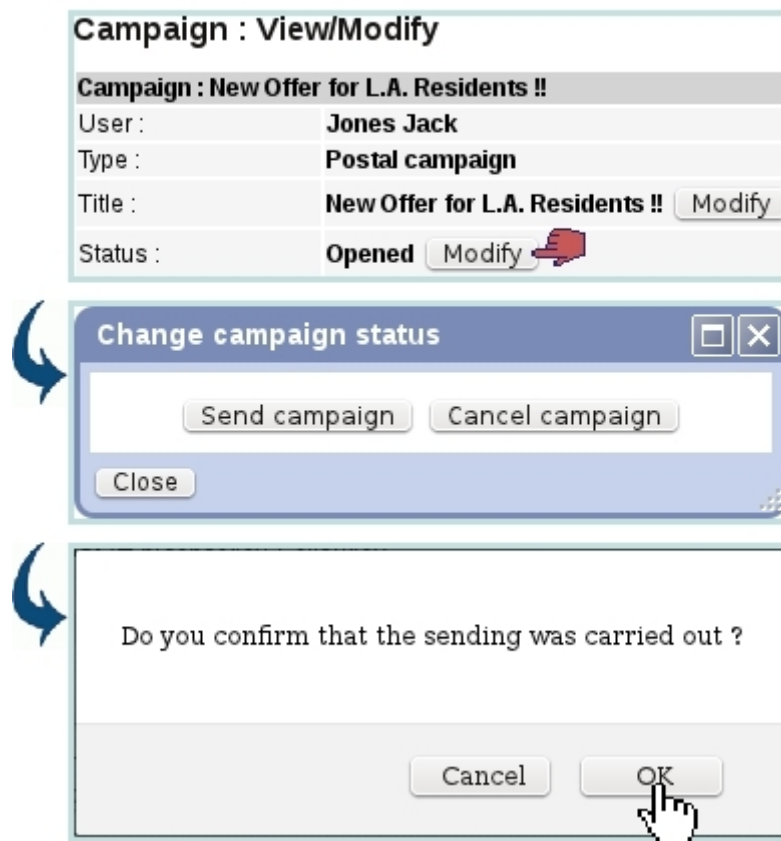 Campaign : View/Modify
Campaign : New Offer for L.A. Residents !!
User : Jones Jack
Type : Postal campaign
Title : New Offer for L.A. Residents !! Modify
Status : Opened Modify
Change campaign status
Send campaign Cancel campaign
Close
Do you confirm that the sending was carried out ?
Cancel OK